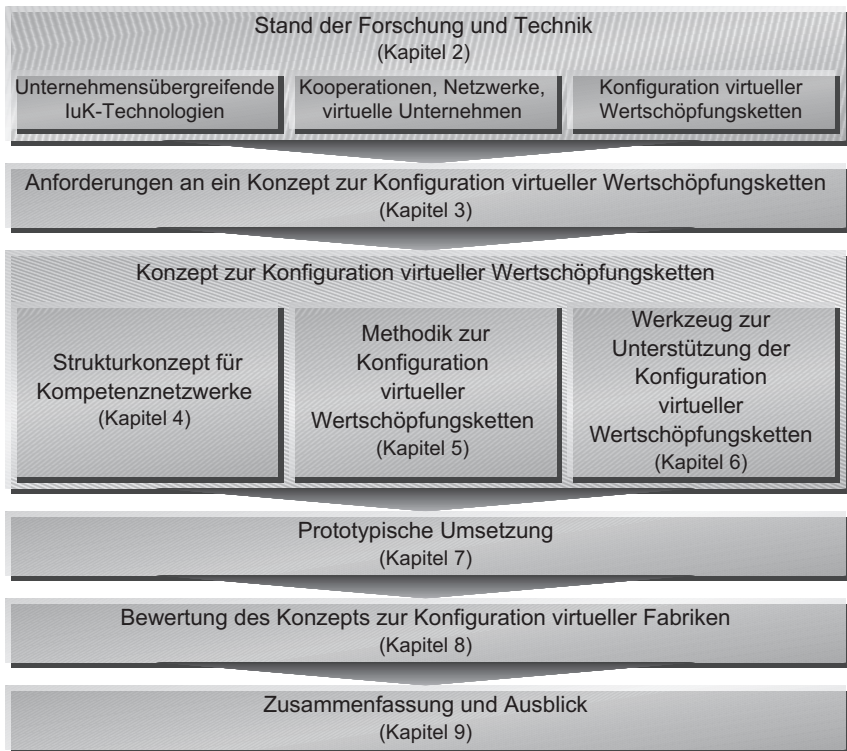 Stand der Forschung und Technik
(Kapitel 2)
Unternehmensübergreifende
IuK-Technologien
Kooperationen, Netzwerke,
virtuelle Unternehmen
Konfiguration virtueller
Wertschöpfungsketten
Anforderungen an ein Konzept zur Konfiguration virtueller Wertschöpfungsketten
(Kapitel 3)
Konzept zur Konfiguration virtueller Wertschöpfungsketten
Strukturkonzept für
Kompetenznetzwerke
(Kapitel 4)
Methodik zur
Konfiguration
virtueller
Wertschöpfungsketten
(Kapitel 5)
Werkzeug zur
Unterstützung der
Konfiguration
virtueller
Wertschöpfungsketten
(Kapitel 6)
Prototypische Umsetzung
(Kapitel 7)
Bewertung des Konzepts zur Konfiguration virtueller Fabriken
(Kapitel 8)
Zusammenfassung und Ausblick
(Kapitel 9)